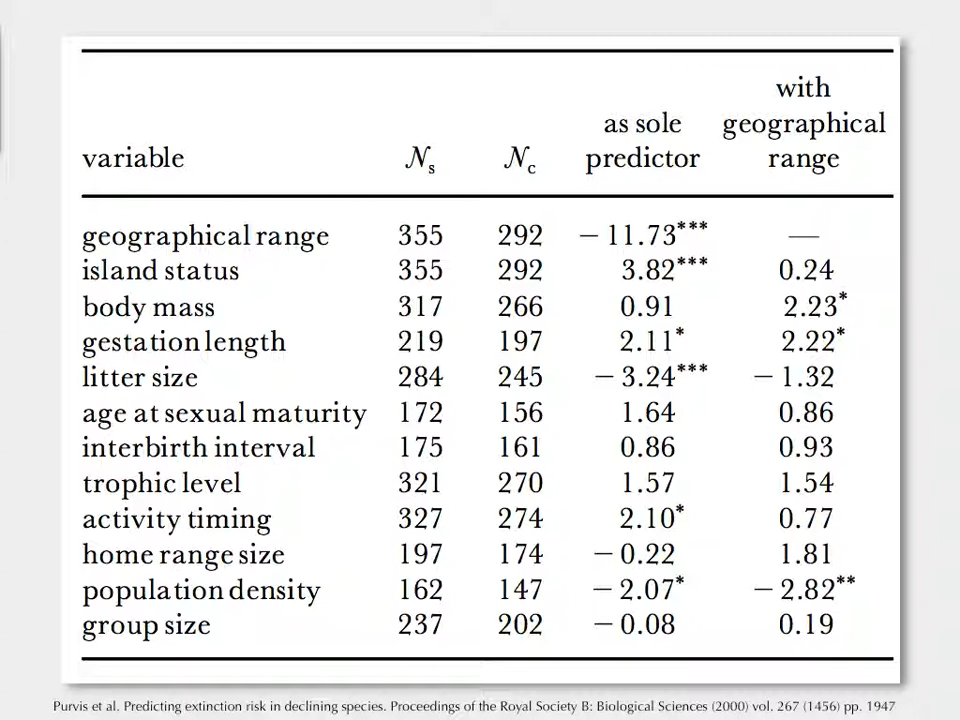 with
as sole geographical
variable Ns Nc predictor range
geographical range 355 292 − 11.73*** —
island status 355 292 3.82*** 0.24
body mass 317 266 0.91 2.23*
gestation length 219 197 2.11* 2.22*
litter size 284 245 − 3.24*** − 1.32
age at sexual maturity 172 156 1.64 0.86
interbirth interval 175 161 0.86 0.93
trophic level 321 270 1.57 1.54
activity timing 327 274 2.10* 0.77
home range size 197 174 − 0.22 1.81
population density 162 147 − 2.07* − 2.82**
group size 237 202 − 0.08 0.19
Purvis et al. Predicting extinction risk in declining species. Proceedings of the Royal Society B: Biological Sciences (2000) vol. 267 (1456) pp. 1947